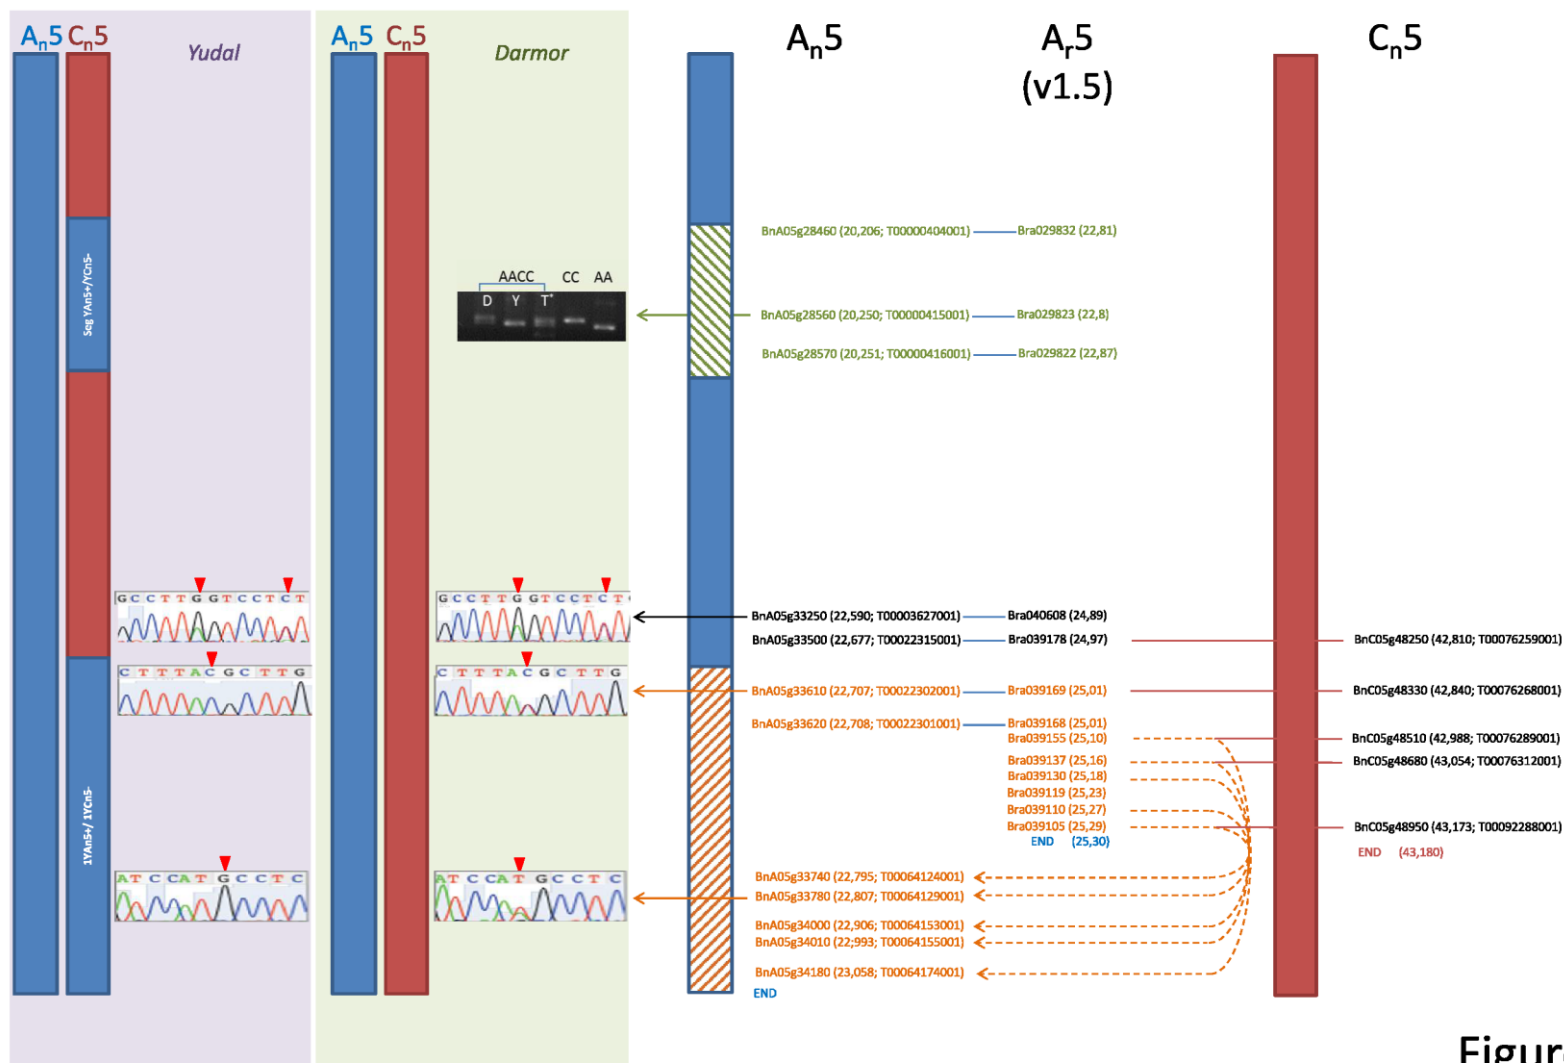 An5 Cn5
Yudal
Seg YAn5+/YCn5-
1YAn5+/ 1YCn5-
GCCTTGGTCCTCT
CTTTACGCTTG
ATCCATGCCTC
An5 Cn5
Darmor
AACC CC AA
D Y T+
GCCTTGGTCCTCT
CTTTACGCTTG
ATCCATGCCTC
An5 Ar5 Cn5
(v1.5)
BnA05g28460 (20,206; T00000404001) Bra029832 (22,81)
BnA05g28560 (20,250; T00000415001) Bra029823 (22,8)
BnA05g28570 (20,251; T00000416001) Bra029822 (22,87)
BnA05g33250 (22,590; T00003627001) Bra040608 (24,89)
BnA05g33500 (22,677; T00022315001) Bra039178 (24,97) BnC05g48250 (42,810; T00076259001)
BnA05g33610 (22,707; T00022302001) Bra039169 (25,01) BnC05g48330 (42,840; T00076268001)
BnA05g33620 (22,708; T00022301001) Bra039168 (25,01)
Bra039155 (25,10) BnC05g48510 (42,988; T00076289001)
Bra039137 (25,16) BnC05g48680 (43,054; T00076312001)
Bra039130 (25,18)
Bra039119 (25,23)
Bra039110 (25,27)
Bra039105 (25,29) BnC05g48950 (43,173; T00092288001)
END (25,30) END (43,180)
BnA05g33740 (22,795; T00064124001)
BnA05g33780 (22,807; T00064129001)
BnA05g34000 (22,906; T00064153001)
BnA05g34010 (22;993; T00064155001)
BnA05g34180 (23,058; T00064174001)
END
Figur